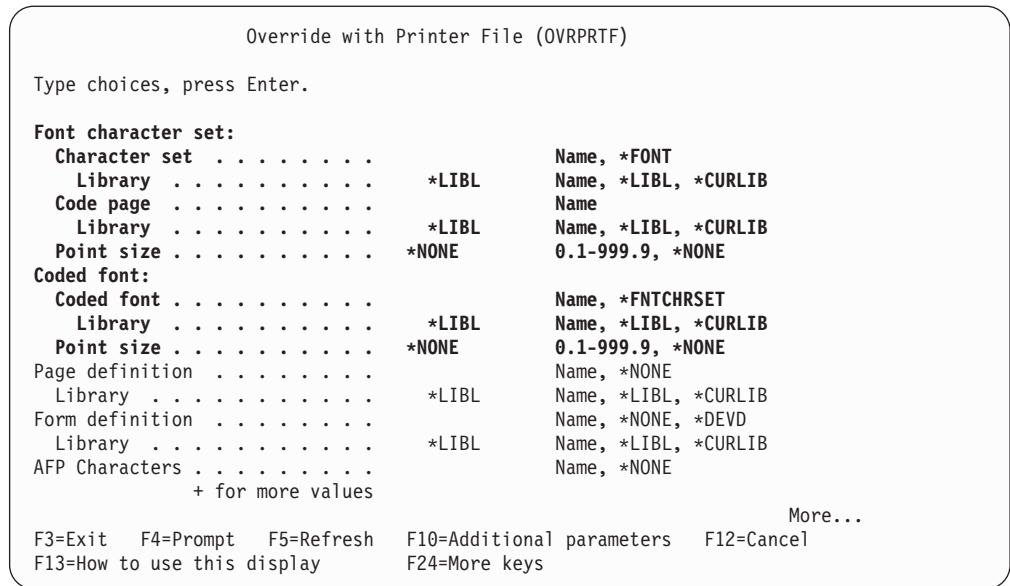 Override with Printer File (OVRPRTF)
Type choices, press Enter.
Font character set:
Character set . . . . . . . . Name, *FONT
Library . . . . . . . . . . *LIBL Name, *LIBL, *CURLIB
Code page . . . . . . . . . . Name
Library . . . . . . . . . . *LIBL Name, *LIBL, *CURLIB
Point size . . . . . . . . . . *NONE 0.1-999.9, *NONE
Coded font:
Coded font . . . . . . . . . . Name, *FNTCHRSET
Library . . . . . . . . . . *LIBL Name, *LIBL, *CURLIB
Point size . . . . . . . . . . *NONE 0.1-999.9, *NONE
Page definition . . . . . . . . Name, *NONE
Library . . . . . . . . . . . *LIBL Name, *LIBL, *CURLIB
Form definition . . . . . . . . Name, *NONE, *DEVD
Library . . . . . . . . . . . *LIBL Name, *LIBL, *CURLIB
AFP Characters . . . . . . . . . Name, *NONE
+ for more values
More...
F3=Exit F4=Prompt F5=Refresh F10=Additional parameters F12=Cancel
F13=How to use this display F24=More keys